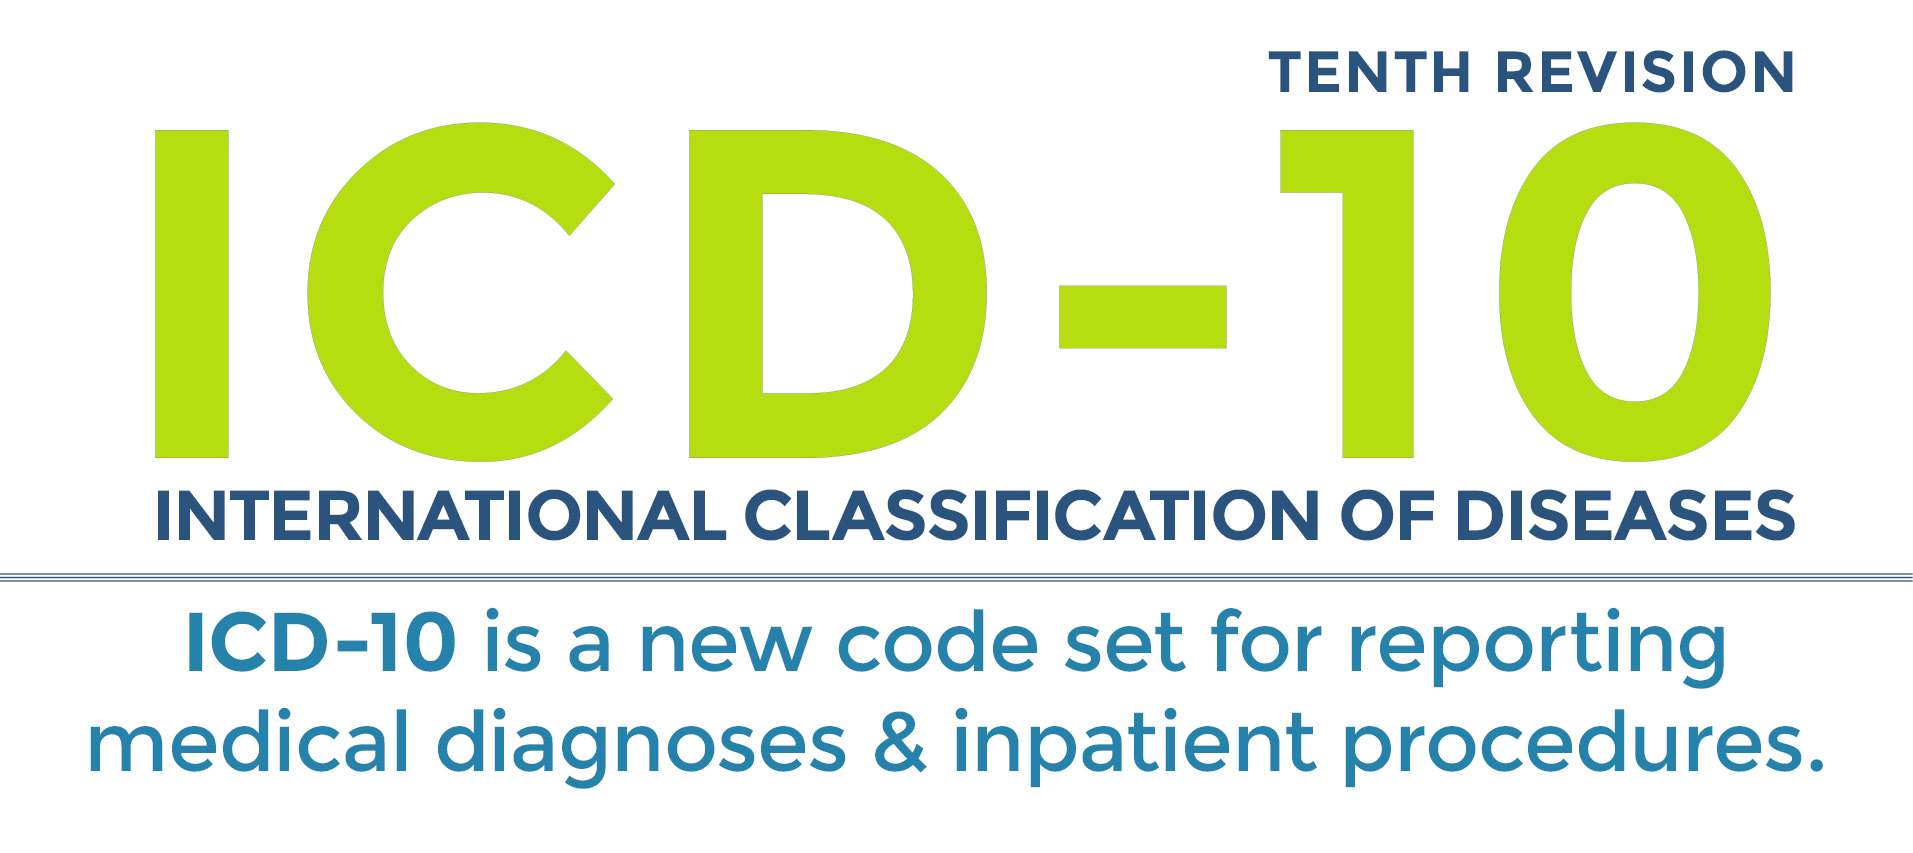 TENTH REVISION
ICD-10
INTERNATIONAL CLASSIFICATION OF DISEASES
ICD-10 is a new code set for reporting
medical diagnoses & inpatient procedures.